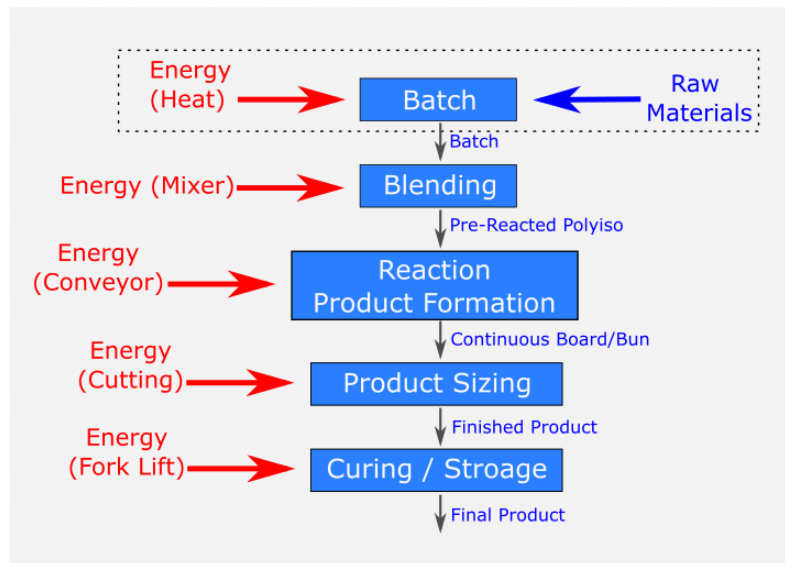 Energy
(Heat)
Batch
Raw
Materials
Batch
Energy (Mixer)
Blending
Pre-Reacted Polyiso
Energy
(Conveyor)
Reaction
Product Formation
Continuous Board/Bun
Energy
(Cutting)
Product Sizing
Finished Product
Energy
(Fork Lift)
Curing / Stroage
Final Product